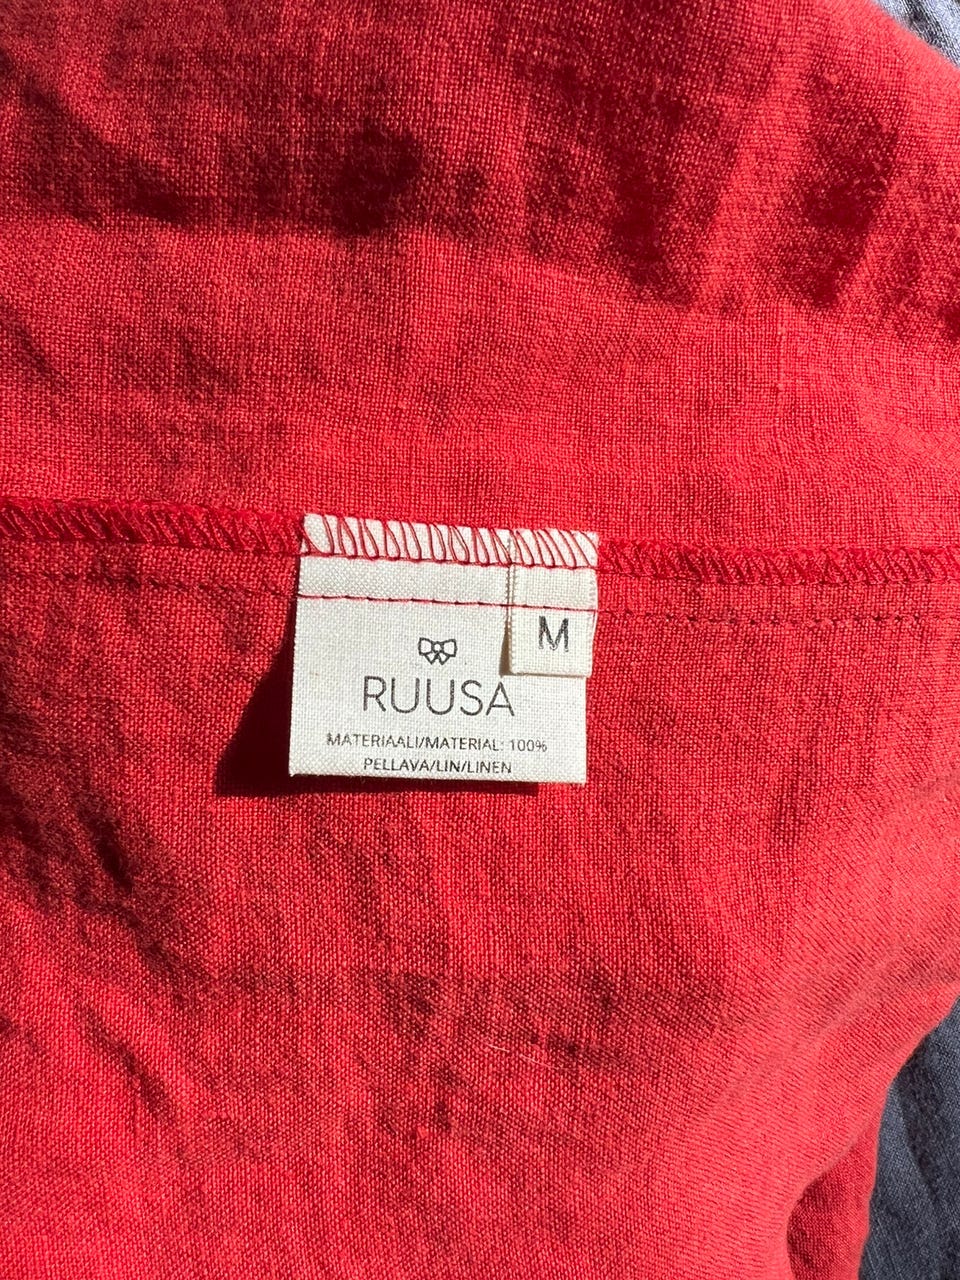 M
RUUSA
MATERIAALI/MATERIAL: 100%
PELLAVA/LIN/LINEN